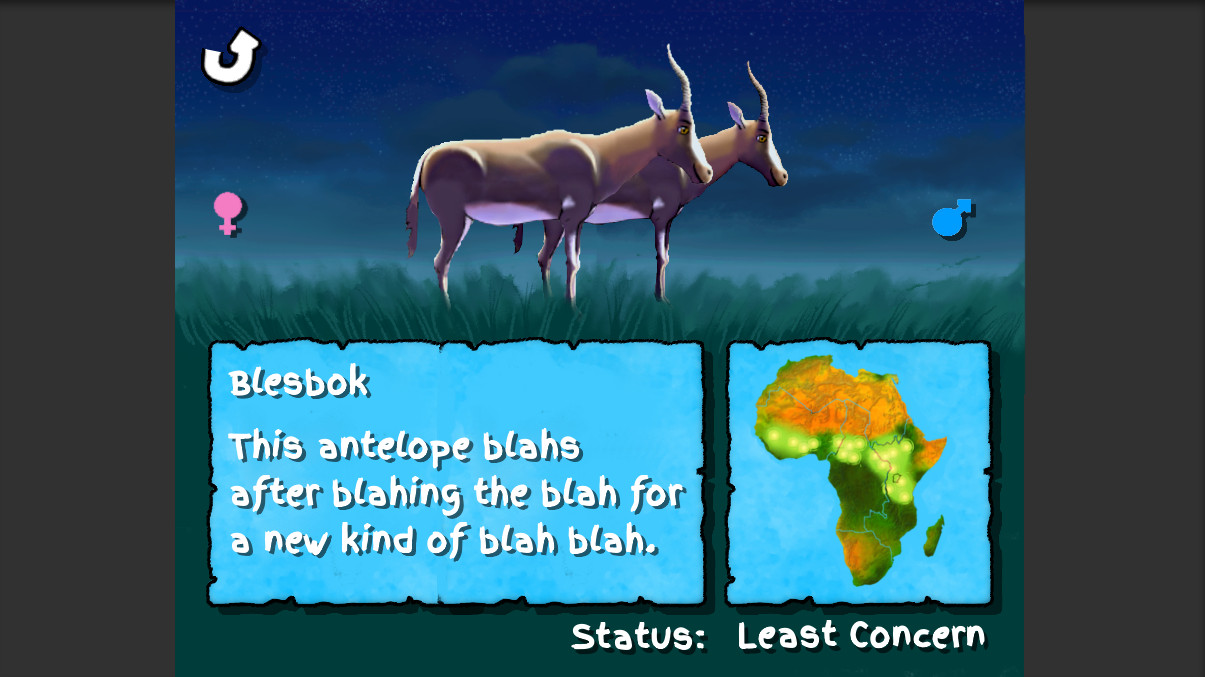 Blesbok
This antelope blahs
after blahing the blah for
a new kind of blah blah.
Status: Least Concern